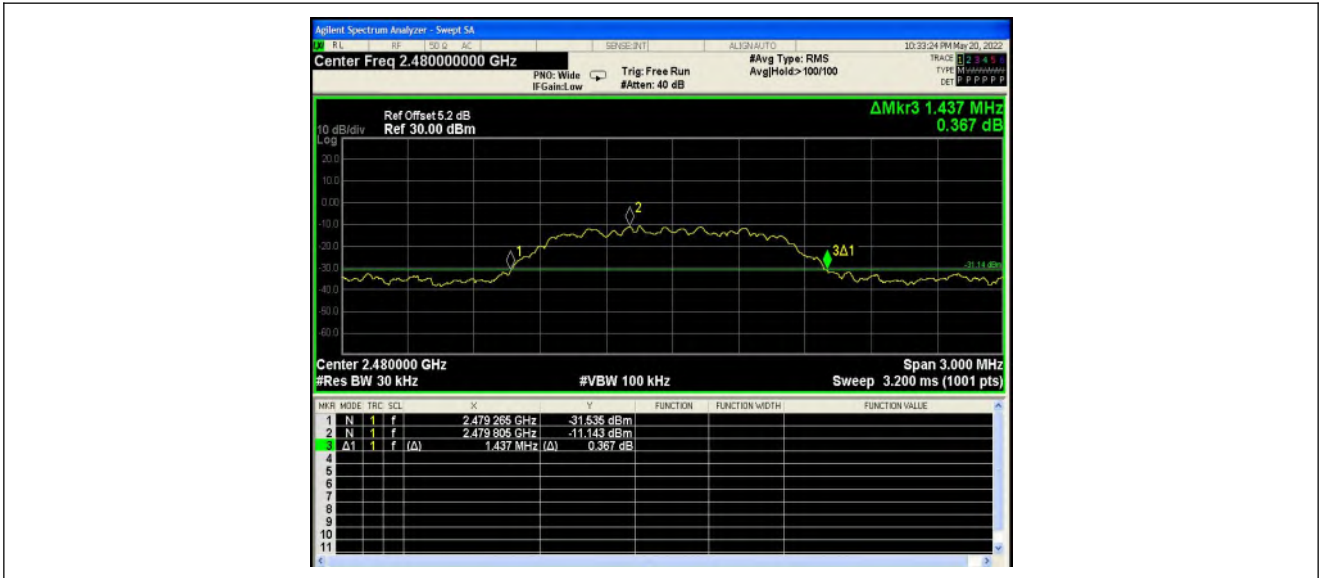 Agilent Spectrum Analyzer - Swept SA
RL RF 50 Ω AC SENSE:INT ALIGNAUTO 10:33:24 PM May 20, 2022
Center Freq 2.480000000 GHz #Avg Type: RMS TRACE 1 2 3 4 5 6
PNO: Wide Trig: Free Run Avg|Hold:>100/100 TYPE
IFGain:Low #Atten: 40 dB DET P P P P P P
ΔMkr3 1.437 MHz
Ref Offset 5.2 dB
10 dB/div Ref 30.00 dBm 0.367 dB
Log
20.0
10.0
0.00
2
-10.0
-20.0
1 3Δ1
-30.0 -31.14 dBm
-40.0
-50.0
-60.0
Center 2.480000 GHz Span 3.000 MHz
#Res BW 30 kHz #VBW 100 kHz Sweep 3.200 ms (1001 pts)
MKR MODE TRC SCL X Y FUNCTION FUNCTION WIDTH FUNCTION VALUE
1 N 1 f 2.479 265 GHz -31.535 dBm
2 N 1 f 2.479 805 GHz -11.143 dBm
3 Δ1 1 f (Δ) 1.437 MHz (Δ) 0.367 dB
4
5
6
7
8
9
10
11